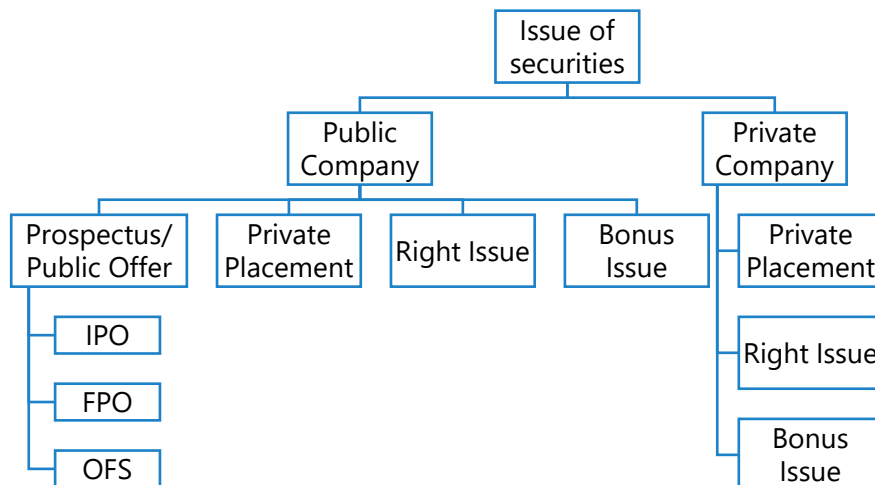 Issue of
securities
Public
Company
Private
Company
Prospectus/
Public Offer
Private
Placement
Right Issue
Bonus
Issue
Private
Placement
IPO
Right Issue
FPO
Bonus
Issue
OFS